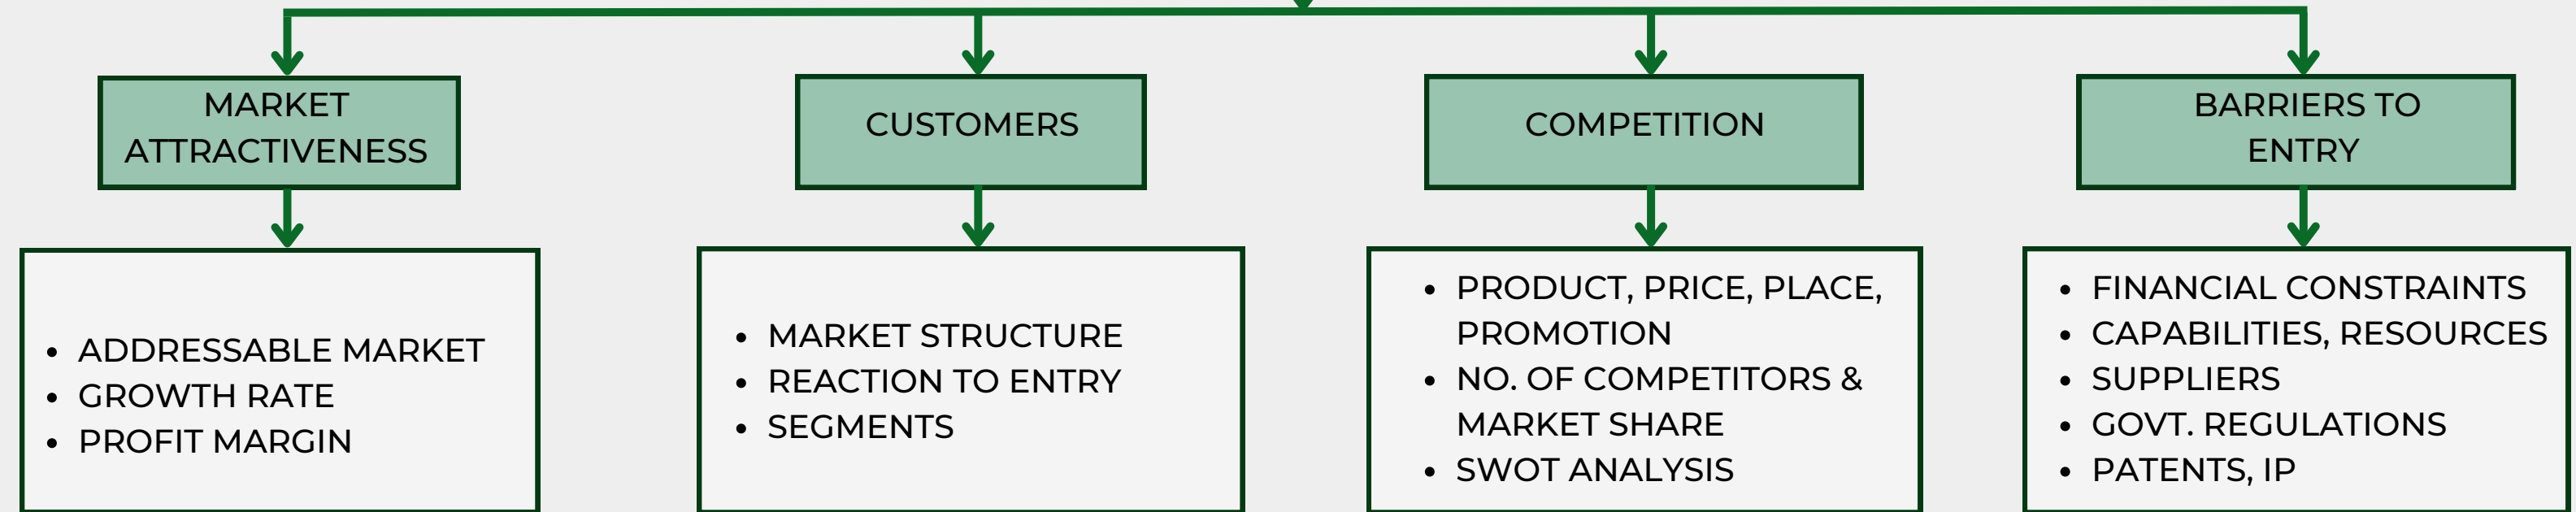 MARKET
ATTRACTIVENESS
CUSTOMERS
COMPETITION
BARRIERS TO
ENTRY
• ADDRESSABLE MARKET
• GROWTH RATE
• PROFIT MARGIN
• MARKET STRUCTURE
• REACTION TO ENTRY
• SEGMENTS
• PRODUCT, PRICE, PLACE,
PROMOTION
• NO. OF COMPETITORS &
MARKET SHARE
• SWOT ANALYSIS
• FINANCIAL CONSTRAINTS
• CAPABILITIES, RESOURCES
• SUPPLIERS
• GOVT. REGULATIONS
• PATENTS, IP